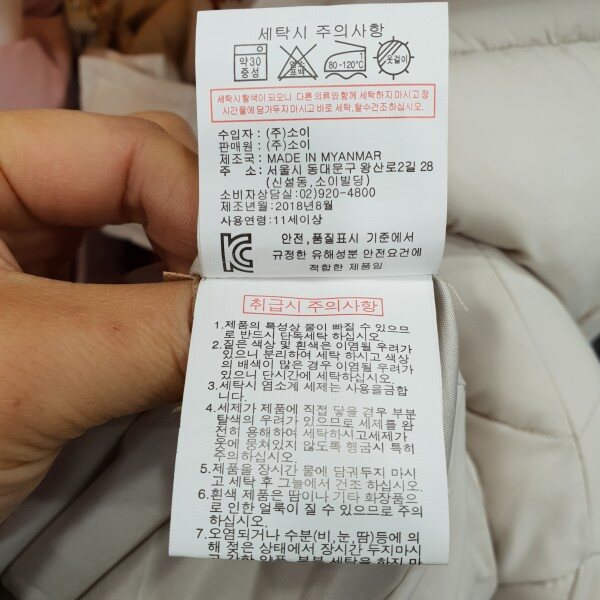 세탁시 주의사항
약30
중성
염소
표백
80~120℃
옷걸이
세탁시 탈색이 되오니 다른 의류와 함께 세탁하지 마시고 장
시간 물에 담가두지 마시고 바로 세탁, 탈수건조하십시오.
수입자 : (주)소이
판매원 : (주)소이
제조국 : MADE IN MYANMAR
주 소 : 서울시 동대문구 왕산로2길 28
(신설동, 소이빌딩)
소비자상담실:02)920-4800
제조년월:2018년8월
사용연령:11세이상
안전,품질표시 기준에서
규정한 유해성분 안전요건에
적합한 제품임
취급시 주의사항
1.제품의 특성상 물이 빠질 수 있으므
로 반드시 단독세탁 하십시오.
2.짙은 색상 및 흰색은 이염될 우려가
있으니 분리하여 세탁 하시고 색상
의 배색이 많은 경우 이염될 우려가
있으니 단시간에 세탁하십시오.
3.세탁시 염소계 세제는 사용을금합
니다.
4.세제가 제품에 직접 닿을 경우 부분
탈색의 우려가 있으므로 세제를 완
전히 용해하여 세탁하시고세제가
옷에 뭉쳐있지 않도록 헹굼시 특히
주의하십시오.
5.제품을 장시간 물에 담궈두지 마시
고 세탁 후 그늘에서 건조 하십시오.
6.흰색 제품은 땀이나 기타 화장품으
로 인한 얼룩이 질 수 있으므로 주의
하십시오.
7.오염되거나 수분(비,눈,땀)등에 의
해 젖은 상태에서 장시간 두지마시